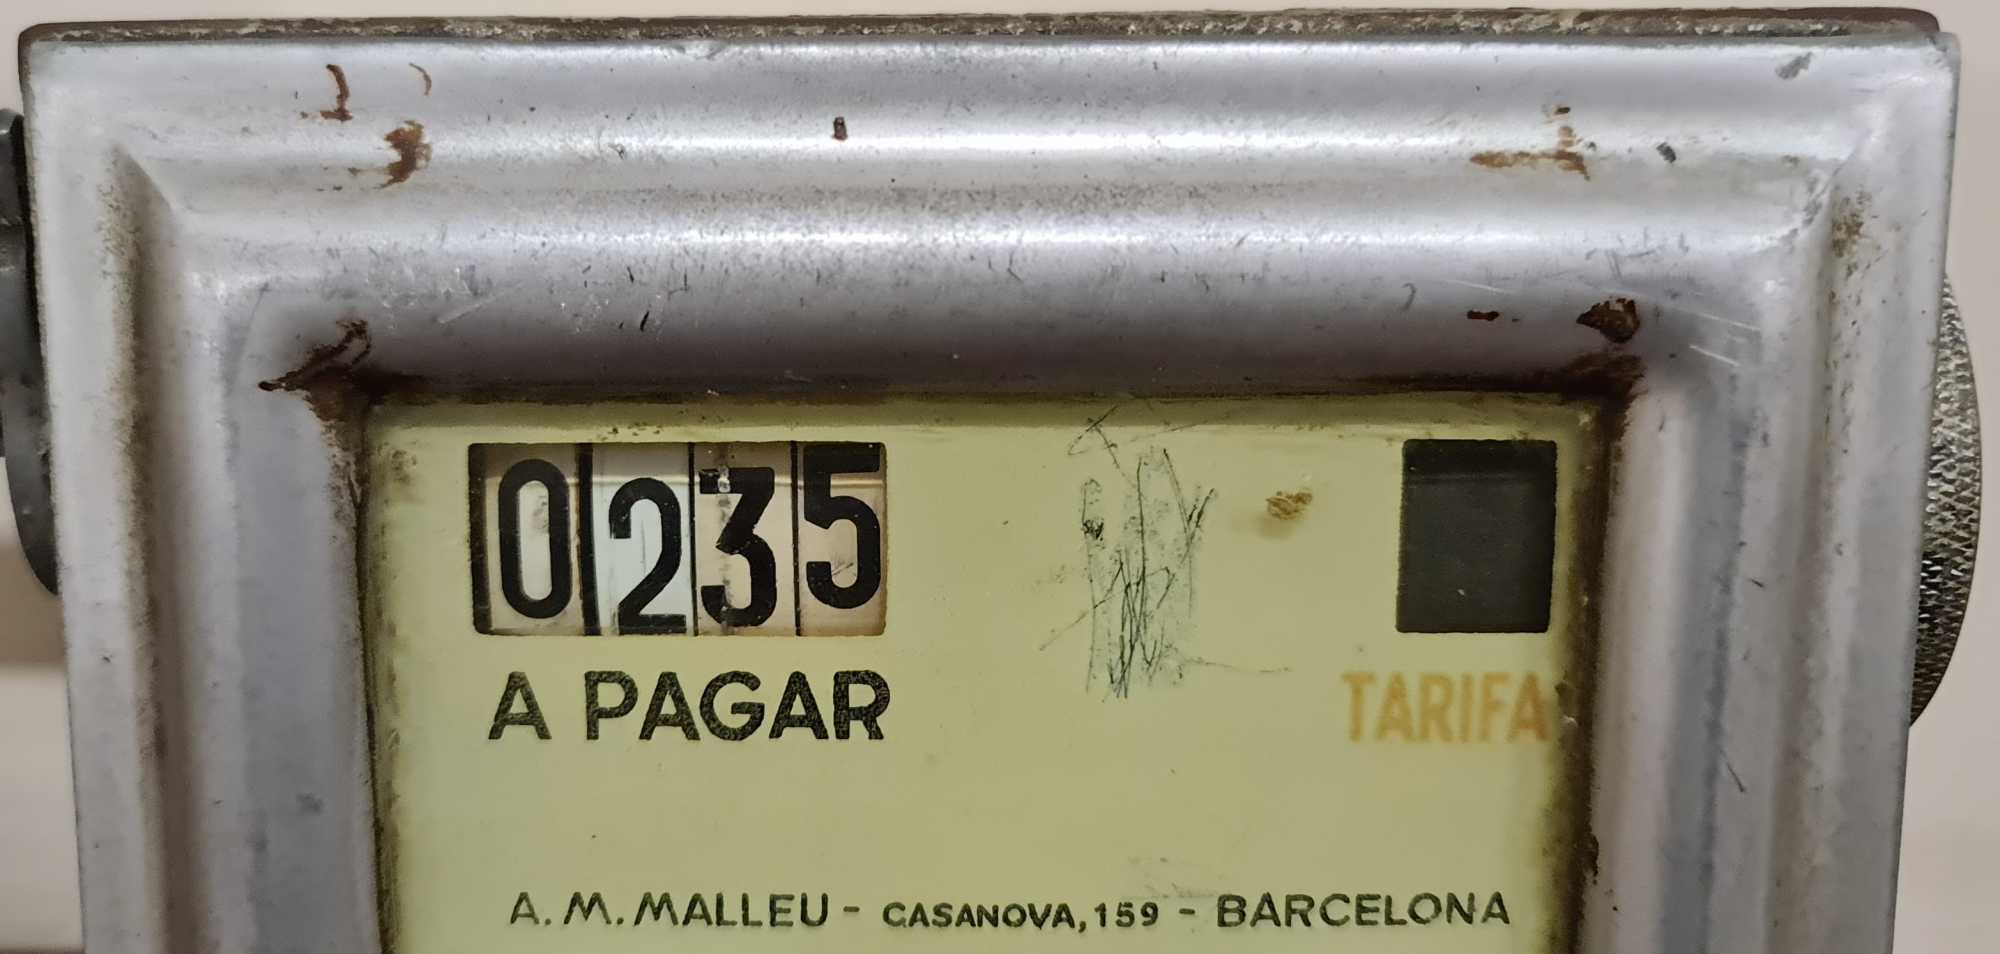 0235
A PAGAR TARIFA
A. M. MALLEU - CASANOVA, 159 - BARCELONA